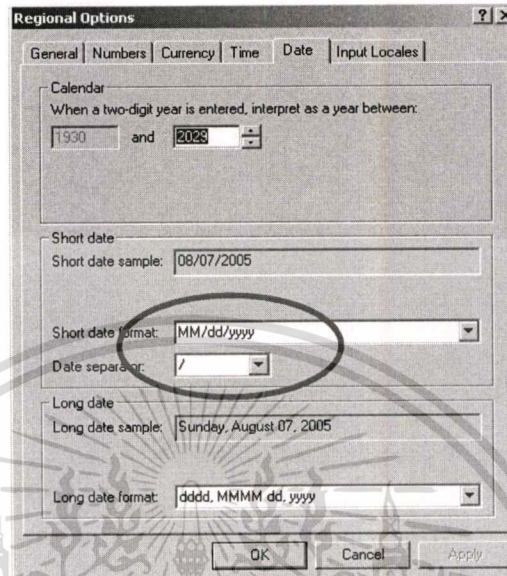 Regional Options ? X
General Numbers Currency Time Date Input Locales
Calendar
When a two-digit year is entered, interpret as a year between:
1930 and 2029
Short date
Short date sample: 08/07/2005
Short date format: MM/dd/yyyy
Date separator: /
Long date
Long date sample: Sunday, August 07, 2005
Long date format: dddd, MMMM dd, yyyy
OK Cancel Apply